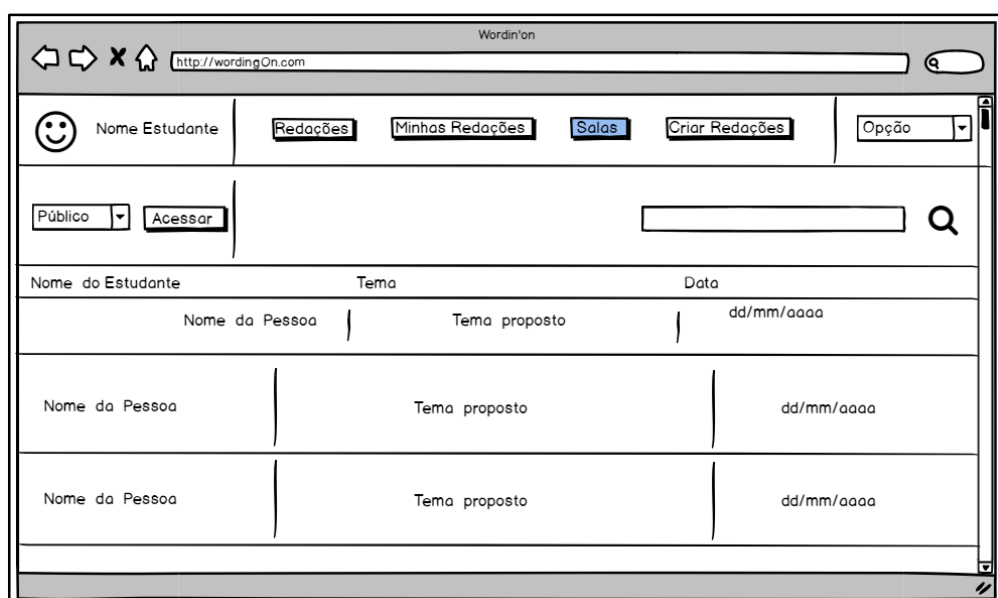 Wordin'on
http://wordingOn.com
Nome Estudante Redações Minhas Redações Salas Criar Redações Opção
Público Acessar
Nome do Estudante Tema Data
Nome da Pessoa Tema proposto dd/mm/aaaa
Nome da Pessoa Tema proposto dd/mm/aaaa
Nome da Pessoa Tema proposto dd/mm/aaaa